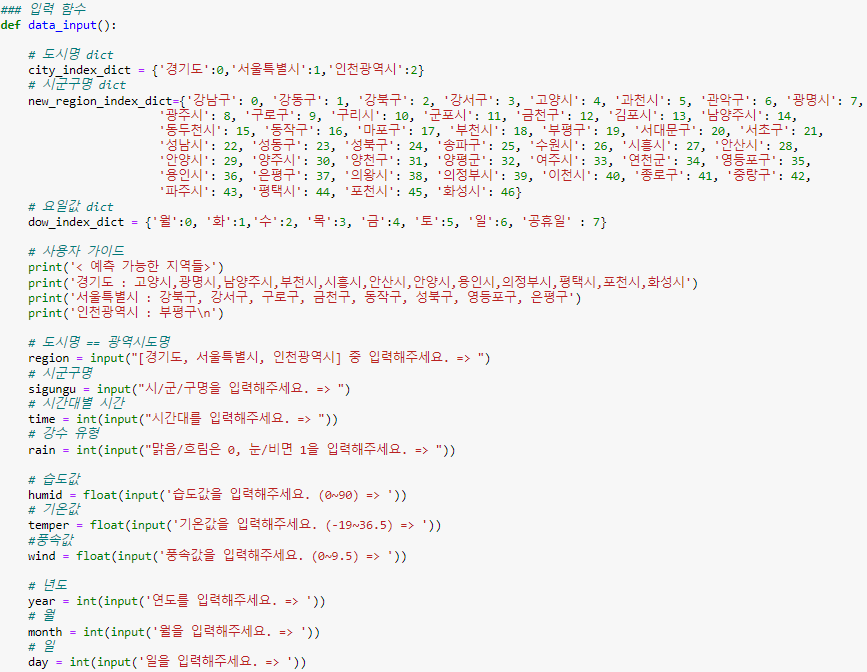 ### 입력 함수
def data_input():
# 도시명 dict
city_index_dict = {'경기도':0,'서울특별시':1,'인천광역시':2}
# 시군구명 dict
new_region_index_dict={'강남구': 0, '강동구': 1, '강북구': 2, '강서구': 3, '고양시': 4, '과천시': 5, '관악구': 6, '광명시': 7,
'광주시': 8, '구로구': 9, '구리시': 10, '군포시': 11, '금천구': 12, '김포시': 13, '남양주시': 14,
'동두천시': 15, '동작구': 16, '마포구': 17, '부천시': 18, '부평구': 19, '서대문구': 20, '서초구': 21,
'성남시': 22, '성동구': 23, '성북구': 24, '송파구': 25, '수원시': 26, '시흥시': 27, '안산시': 28,
'안양시': 29, '양주시': 30, '양천구': 31, '양평군': 32, '여주시': 33, '연천군': 34, '영등포구': 35,
'용인시': 36, '은평구': 37, '의왕시': 38, '의정부시': 39, '이천시': 40, '종로구': 41, '중랑구': 42,
'파주시': 43, '평택시': 44, '포천시': 45, '화성시': 46}
# 요일값 dict
dow_index_dict = {'월':0, '화':1,'수':2, '목':3, '금':4, '토':5, '일':6, '공휴일' : 7}
# 사용자 가이드
print('< 예측 가능한 지역들>')
print('경기도 : 고양시,광명시,남양주시,부천시,시흥시,안산시,안양시,용인시,의정부시,평택시,포천시,화성시')
print('서울특별시 : 강북구, 강서구, 구로구, 금천구, 동작구, 성북구, 영등포구, 은평구')
print('인천광역시 : 부평구\n')
# 도시명 == 광역시도명
region = input("[경기도, 서울특별시, 인천광역시] 중 입력해주세요. => ")
# 시군구명
sigungu = input("시/군/구명을 입력해주세요. => ")
# 시간대별 시간
time = int(input("시간대를 입력해주세요. => "))
# 강수 유형
rain = int(input("맑음/흐림은 0, 눈/비면 1을 입력해주세요. => "))
# 습도값
humid = float(input('습도값을 입력해주세요. (0~90) => '))
# 기온값
temper = float(input('기온값을 입력해주세요. (-19~36.5) => '))
#풍속값
wind = float(input('풍속값을 입력해주세요. (0~9.5) => '))
# 년도
year = int(input('연도를 입력해주세요. => '))
# 월
month = int(input('월을 입력해주세요. => '))
# 일
day = int(input('일을 입력해주세요. => '))